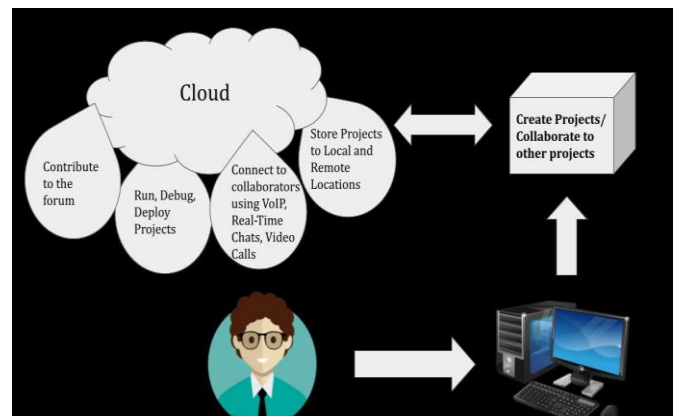 Cloud
Contribute
to the
forum
Run, Debug,
Deploy
Projects
Connect to
collaborators
using VoIP,
Real-Time
Chats, Video
Calls
Store Projects
to Local and
Remote
Locations
Create Projects/
Collaborate to
other projects